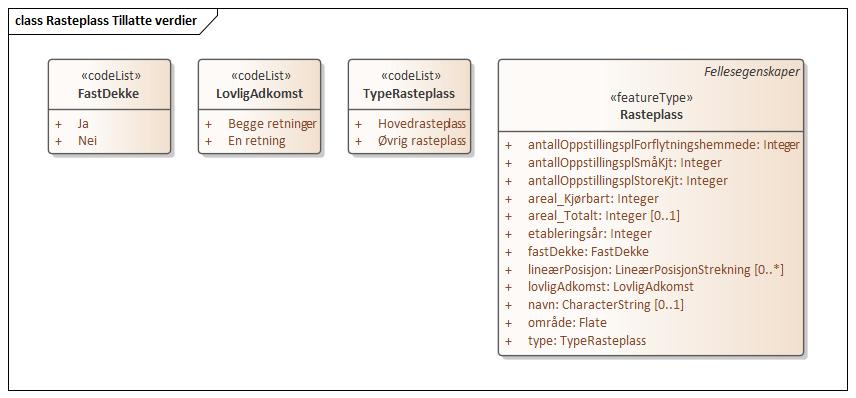 class Rasteplass Tillatte verdier
«codeList»
FastDekke
+ Ja
+ Nei
«codeList»
LovligAdkomst
+ Begge retninger
+ En retning
«codeList»
TypeRasteplass
+ Hovedrasteplass
+ Øvrig rasteplass
Fellesegenskaper
«featureType»
Rasteplass
+ antallOppstillingsplForflytningshemmede: Integer
+ antallOppstillingsplSmåKjt: Integer
+ antallOppstillingsplStoreKjt: Integer
+ areal_Kjørbart: Integer
+ areal_Totalt: Integer [0..1]
+ etableringsår: Integer
+ fastDekke: FastDekke
+ lineærPosisjon: LineærPosisjonStrekning [0..*]
+ lovligAdkomst: LovligAdkomst
+ navn: CharacterString [0..1]
+ område: Flate
+ type: TypeRasteplass